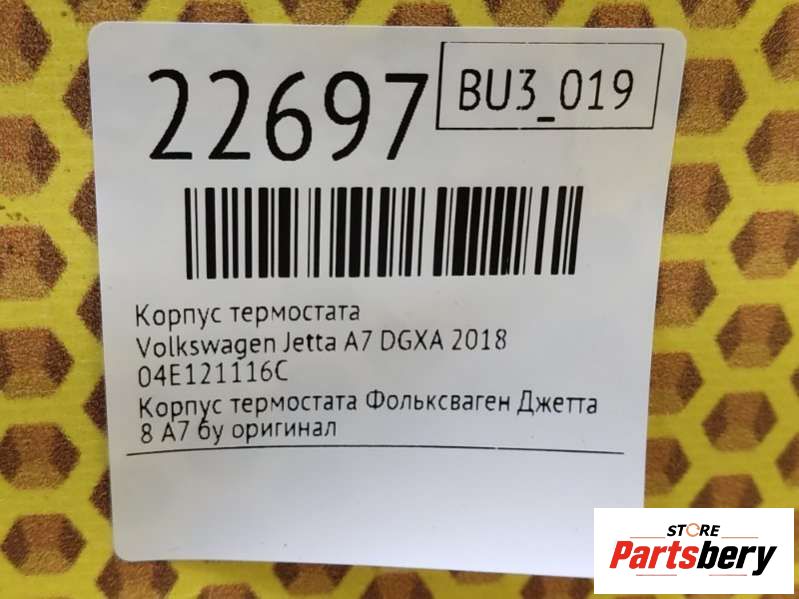 22697
BU3_019
Корпус термостата
Volkswagen Jetta A7 DGXA 2018
04E121116C
Корпус термостата Фольксваген Джетта
8 А7 бу оригинал
STORE
Partsbery